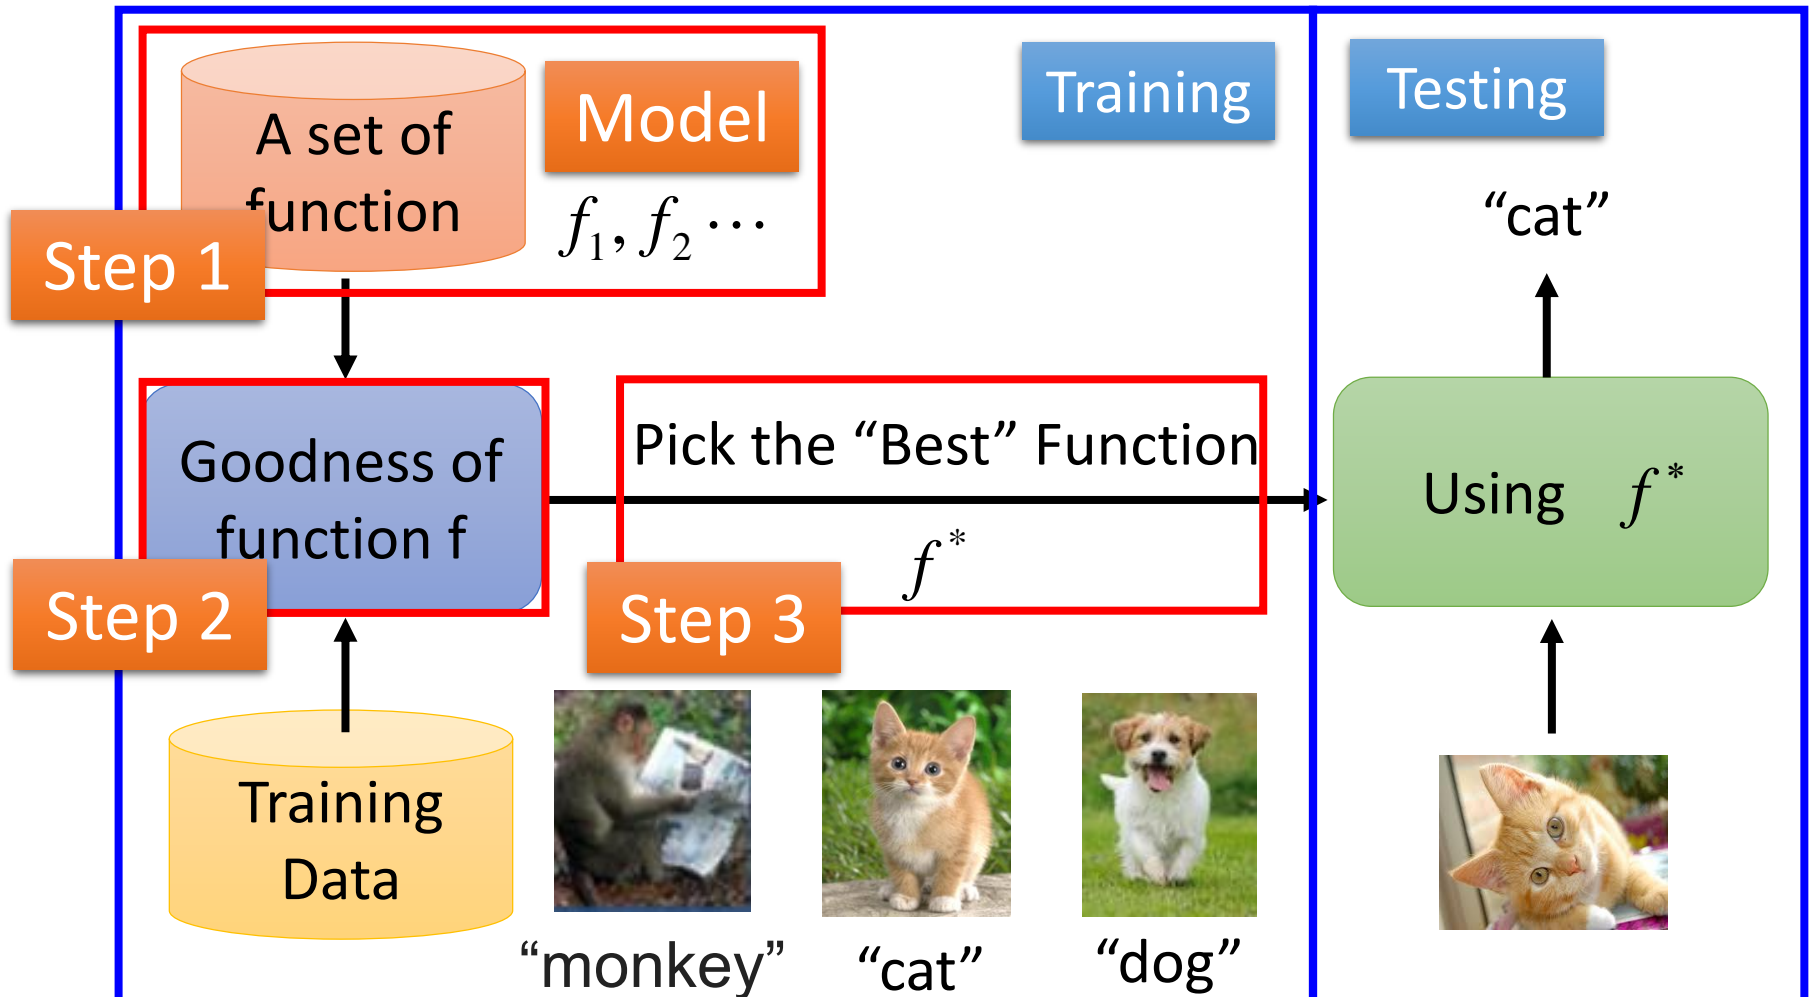 A set of
function
Model
f₁, f₂ ⋯
Step 1
Training
Testing
“cat”
Goodness of
function f
Step 2
Pick the “Best” Function
f*
Step 3
Using f*
Training
Data
“monkey”
“cat”
“dog”